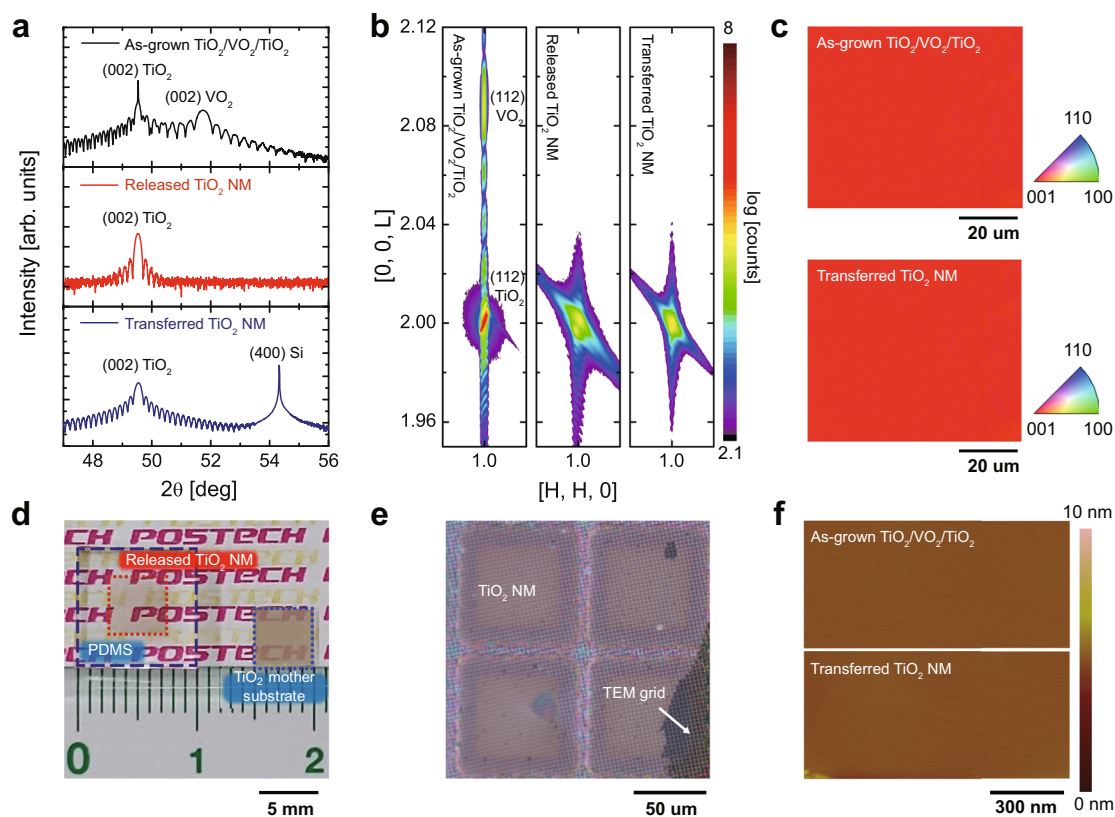 a
As-grown TiO₂/VO₂/TiO₂
(002) TiO₂
(002) VO₂
Released TiO₂ NM
(002) TiO₂
Transferred TiO₂ NM
(002) TiO₂
(400) Si
Intensity [arb. units]
48
50
52
54
56
2θ [deg]
b
2.12
2.08
2.04
2.00
1.96
[0, 0, L]
As-grown TiO₂/VO₂/TiO₂
(112)
VO₂
(112)
TiO₂
Released TiO₂ NM
Transferred TiO₂ NM
1.0
1.0
1.0
[H, H, 0]
8
log [counts]
2.1
c
As-grown TiO₂/VO₂/TiO₂
110
001
100
20 um
Transferred TiO₂ NM
110
001
100
20 um
d
POSTECH
Released TiO₂ NM
CH POSTECH
POSTECH
POSTECH
PDMS
TiO₂ mother
substrate
0
1
2
5 mm
e
TiO₂ NM
TEM grid
50 um
f
10 nm
As-grown TiO₂/VO₂/TiO₂
Transferred TiO₂ NM
0 nm
300 nm